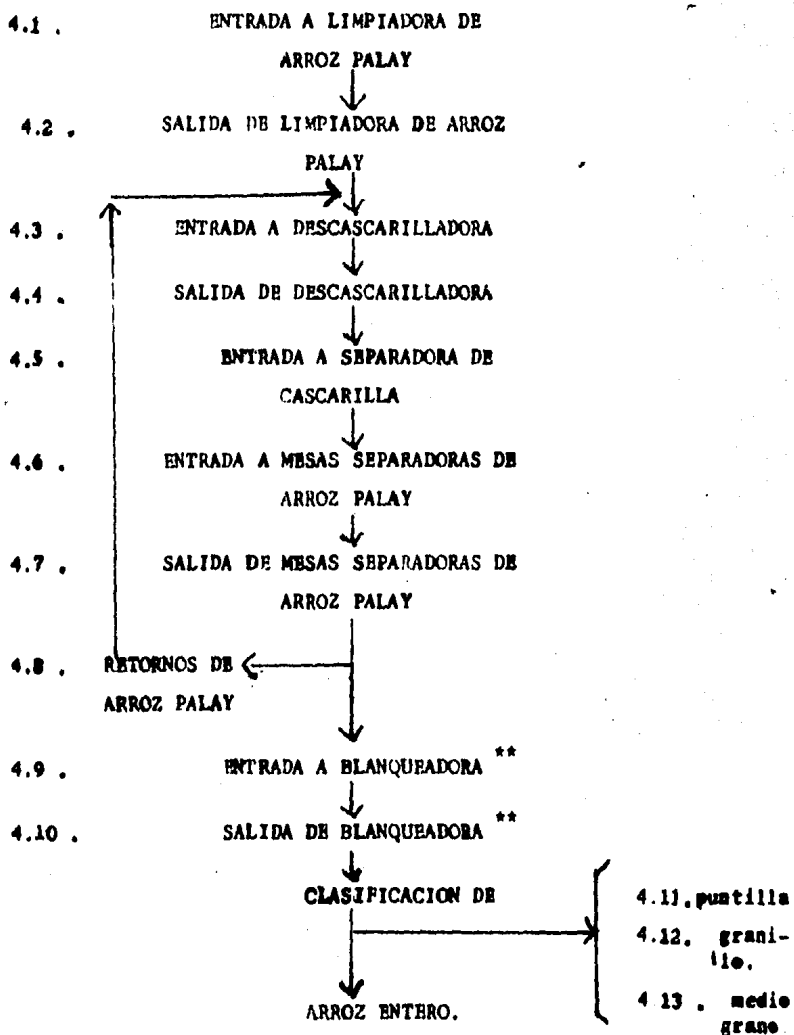 4.1 . ENTRADA A LIMPIADORA DE
ARROZ PALAY
4.2 . SALIDA DE LIMPIADORA DE ARROZ
PALAY
4.3 . ENTRADA A DESCASCARILLADORA
4.4 . SALIDA DE DESCASCARILLADORA
4.5 . ENTRADA A SEPARADORA DE
CASCARILLA
4.6 . ENTRADA A MESAS SEPARADORAS DE
ARROZ PALAY
4.7 . SALIDA DE MESAS SEPARADORAS DE
ARROZ PALAY
4.8 . RETORNOS DE
ARROZ PALAY
4.9 . ENTRADA A BLANQUEADORA **
4.10 . SALIDA DE BLANQUEADORA **
CLASIFICACION DE
4.11. puntilla
4.12. grani-
llo.
4.13 . medio
grano
ARROZ ENTERO.